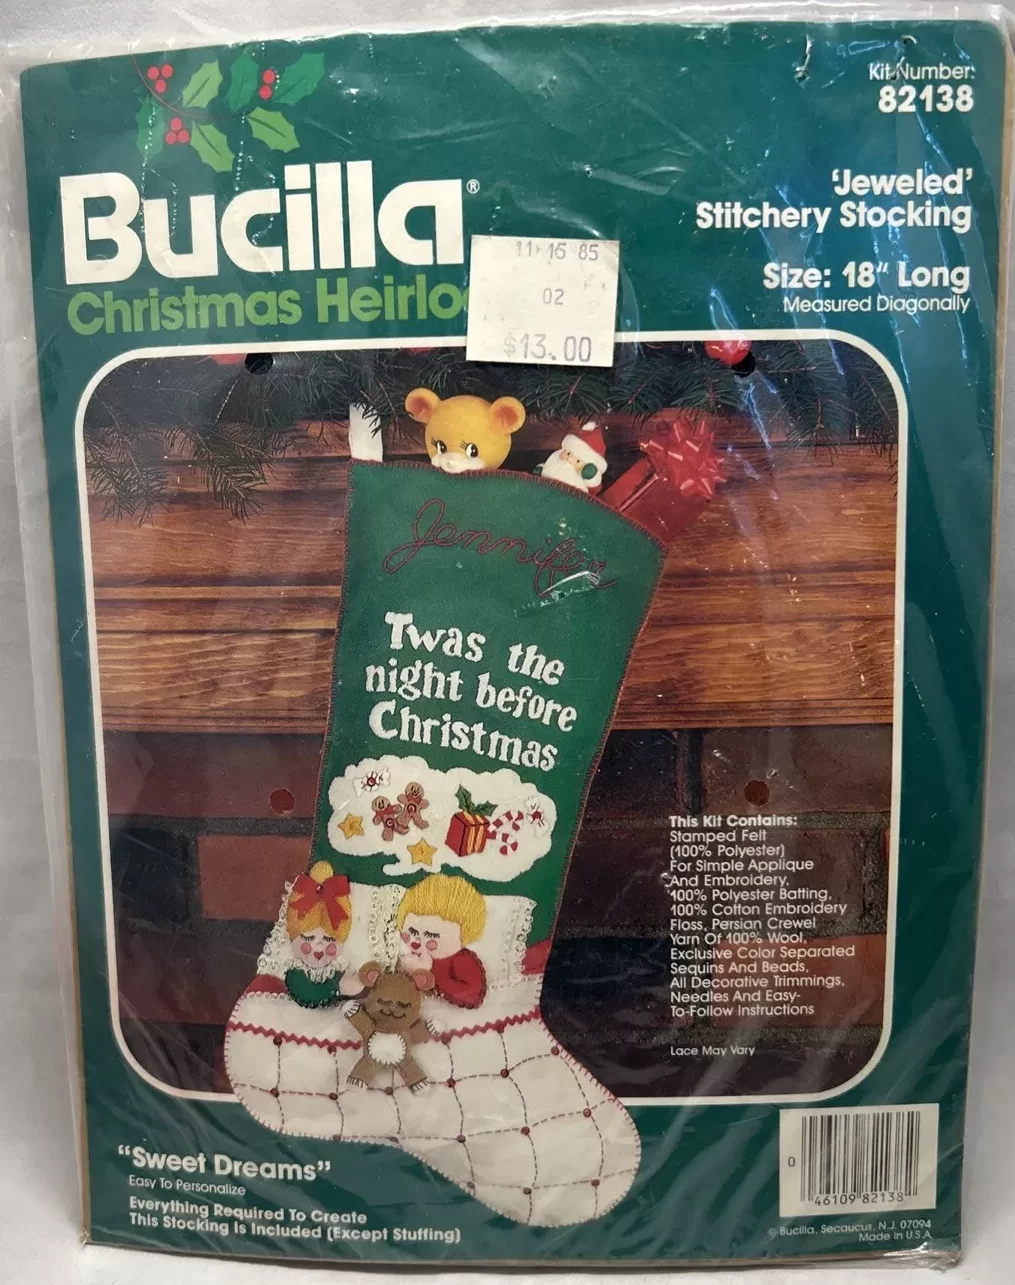 Kit Number:
82138
Bucilla®
'Jeweled'
Stitchery Stocking
Size: 18" Long
Measured Diagonally
Christmas
11 16 85
02
$13.00
Jennifer
Twas the
night before
Christmas
This Kit Contains:
Stamped Felt
(100% Polyester)
For Simple Applique
And Embroidery,
100% Polyester Batting,
100% Cotton Embroidery
Floss, Persian Crewel
Yarn Of 100% Wool,
Exclusive Color Separated
Sequins And Beads,
All Decorative Trimmings,
Needles And Easy-
To-Follow Instructions
Lace May Vary
"Sweet Dreams"
Easy To Personalize
Everything Required To Create
This Stocking Is Included (Except Stuffing)
0 46109 82138
© Bucilla, Secaucus, N.J. 07094
Made in U.S.A.